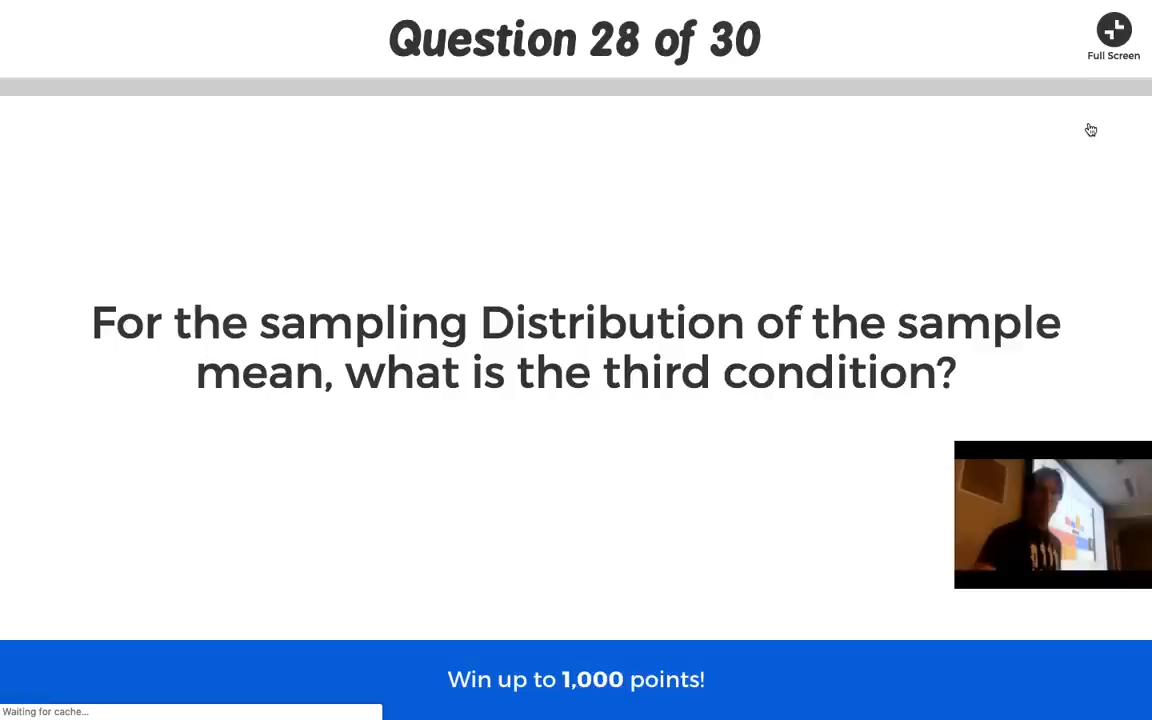 Question 28 of 30
Full Screen
For the sampling Distribution of the sample
mean, what is the third condition?
Win up to 1,000 points!
Waiting for cache...